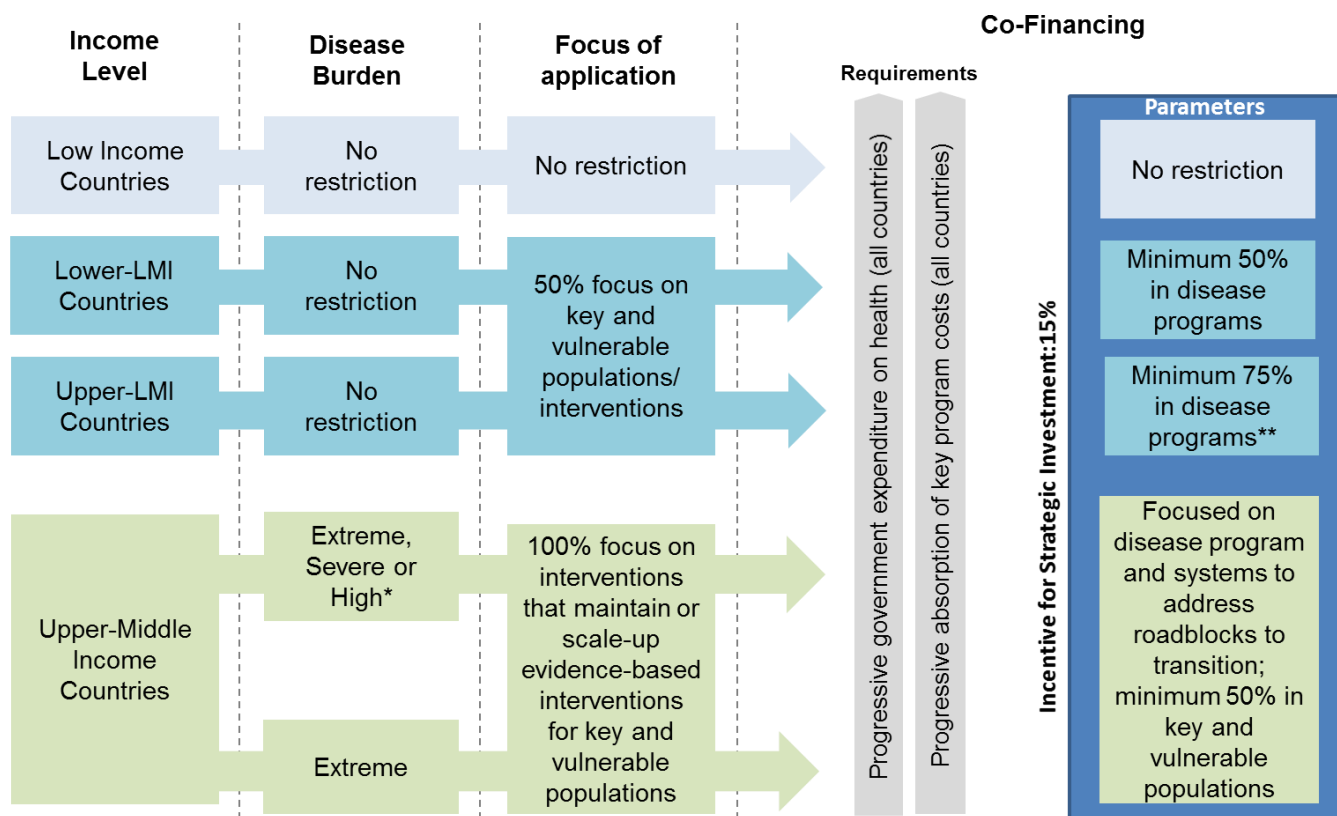 Co-Financing
Income
Level
Disease
Burden
Focus of
application
Requirements
Parameters
Low Income
Countries
No
restriction
No restriction
No restriction
Lower-LMI
Countries
No
restriction
50% focus on
key and
vulnerable
populations/
interventions
Minimum 50%
in disease
programs
Upper-LMI
Countries
No
restriction
Minimum 75%
in disease
programs**
Upper-Middle
Income
Countries
Extreme,
Severe or
High*
Extreme
100% focus on
interventions
that maintain or
scale-up
evidence-based
interventions
for key and
vulnerable
populations
Progressive government expenditure on health (all countries)
Progressive absorption of key program costs (all countries)
Incentive for Strategic Investment:15%
Focused on
disease program
and systems to
address
roadblocks to
transition;
minimum 50% in
key and
vulnerable
populations